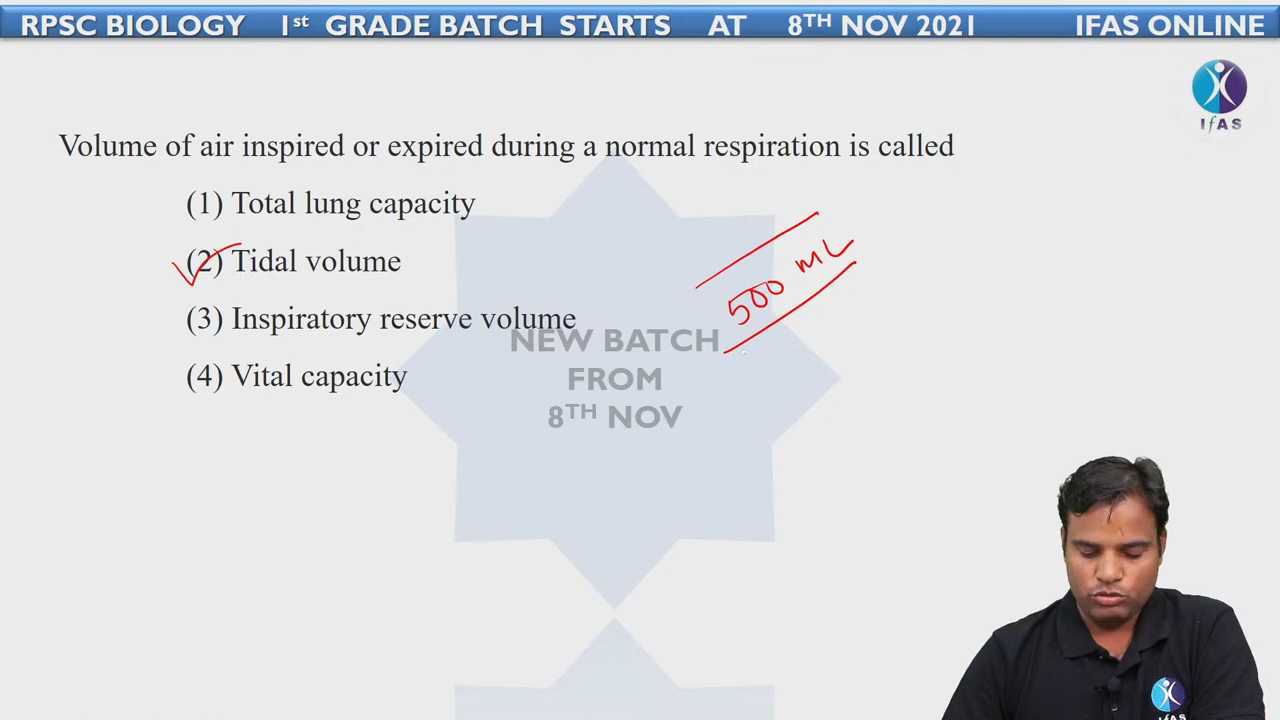 RPSC BIOLOGY 1st GRADE BATCH STARTS AT 8TH NOV 2021 IFAS ONLINE
IfAS
Volume of air inspired or expired during a normal respiration is called
(1) Total lung capacity
(2) Tidal volume
(3) Inspiratory reserve volume
(4) Vital capacity
500 ML
NEW BATCH
FROM
8TH NOV
IfAS